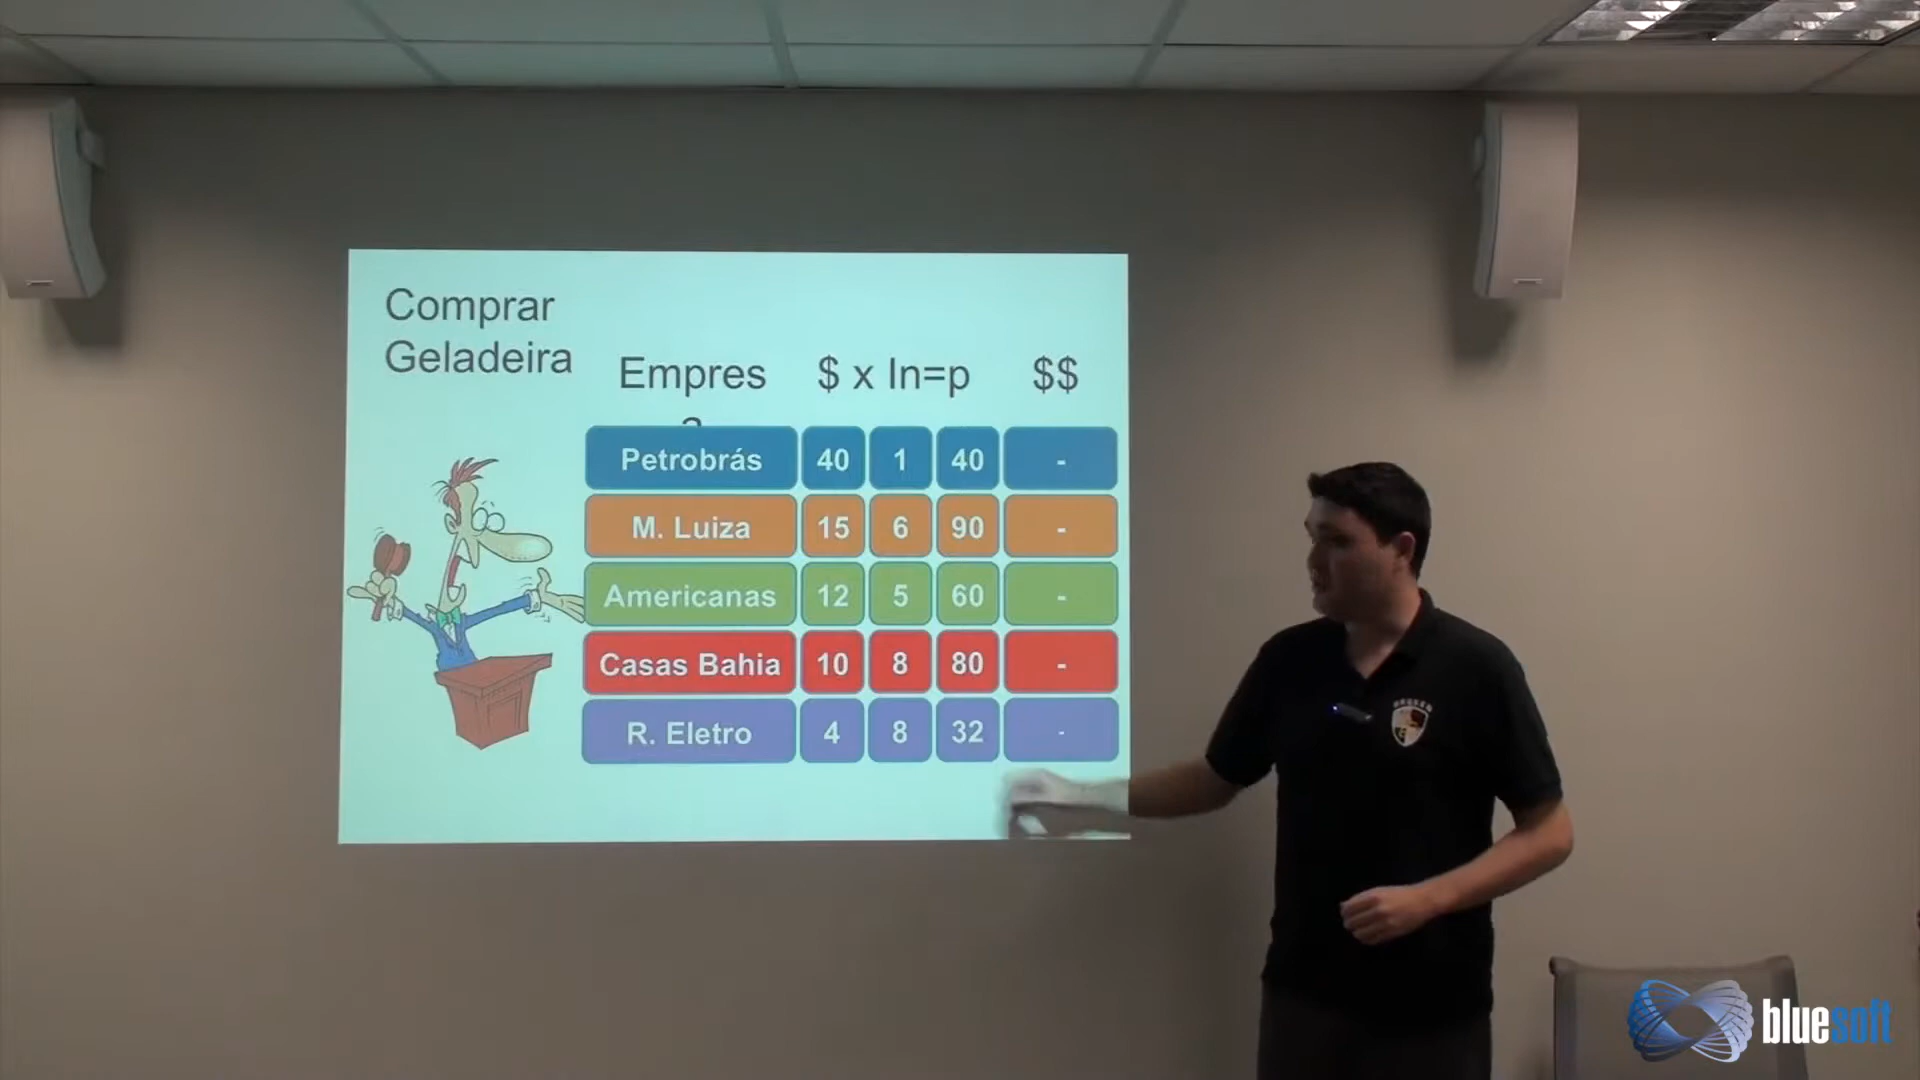 Comprar
Geladeira
Empres
$ x In=p
$$
Petrobrás 40 1 40 -
M. Luiza 15 6 90 -
Americanas 12 5 60 -
Casas Bahia 10 8 80 -
R. Eletro 4 8 32 -
bluesoft